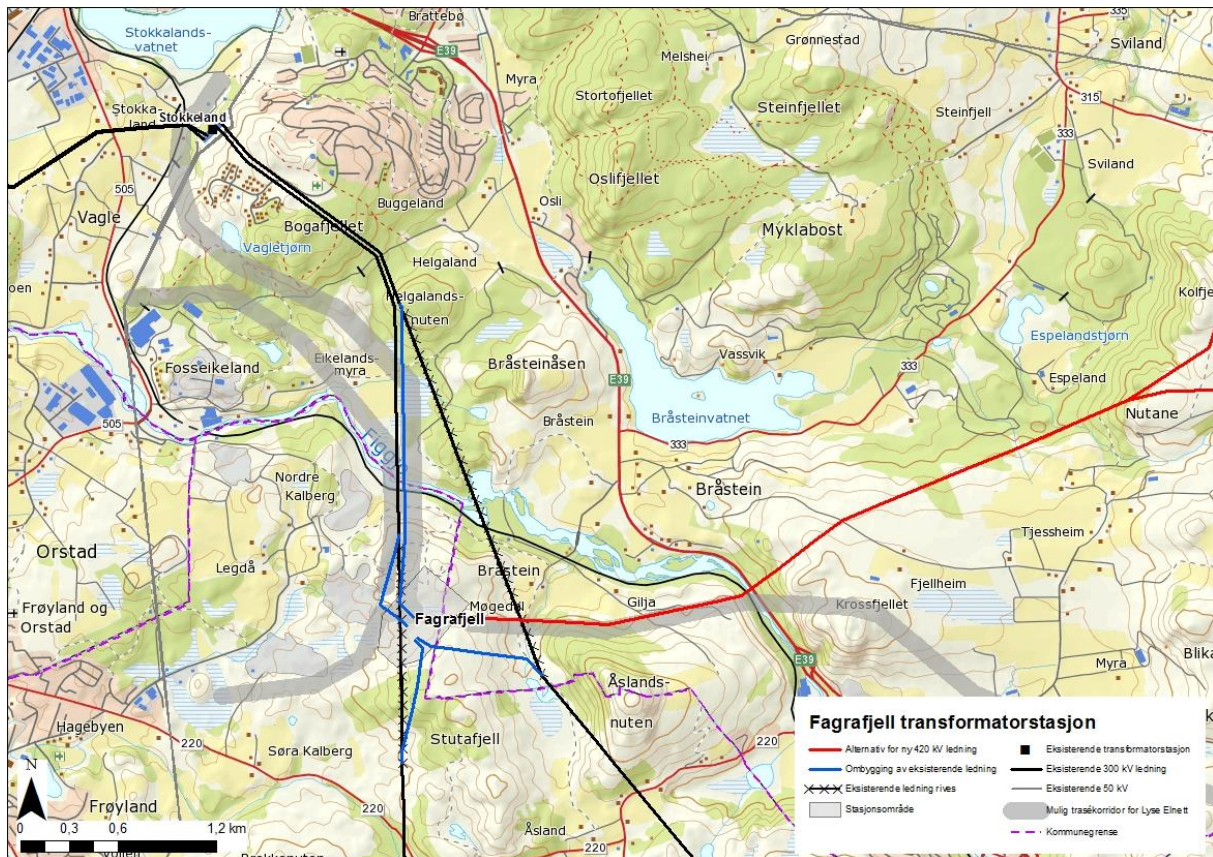 Stokkalands-
vatnet
Brattebø
E39
Grønnestad
335
Sviland
Melshei
Myra
Stortofjellet
Steinfjellet
Steinfjell
315
333
Stokka-
land
Stokkeland
Sviland
505
Oslifjellet
Buggeland
Osli
Vagle
Bogafjellet
Vagletjørn
Myklabost
Helgaland
Helgalands-
nuten
Kolfje
Espelandstjørn
Eikelands-
myra
Fosseikeland
Bråsteinåsen
Vassvik
333
E39
Espeland
Nutane
Bråstein
Bråsteinvatnet
505
333
Figgjo
Nordre
Kalberg
Bråstein
Orstad
Tjessheim
Legdå
Bråstein
Fjellheim
Frøyland og
Orstad
Møgedal
Gilja
Krossfjellet
Fagrafjell
E39
Myra
Blika
220
Åslands-
nuten
Hagebyen
220
Stutafjell
Søra Kalberg
220
Frøyland
220
Åsland
220
N
0 0,3 0,6 1,2 km
Fagrafjell transformatorstasjon
Alternativ for ny 420 kV ledning
Ombygging av eksisterende ledning
Eksisterende ledning rives
Stasjonsområde
Eksisterende transformatorstasjon
Eksisterende 300 kV ledning
Eksisterende 50 kV
Mulig trasékorridor for Lyse Elnett
Kommunegrense